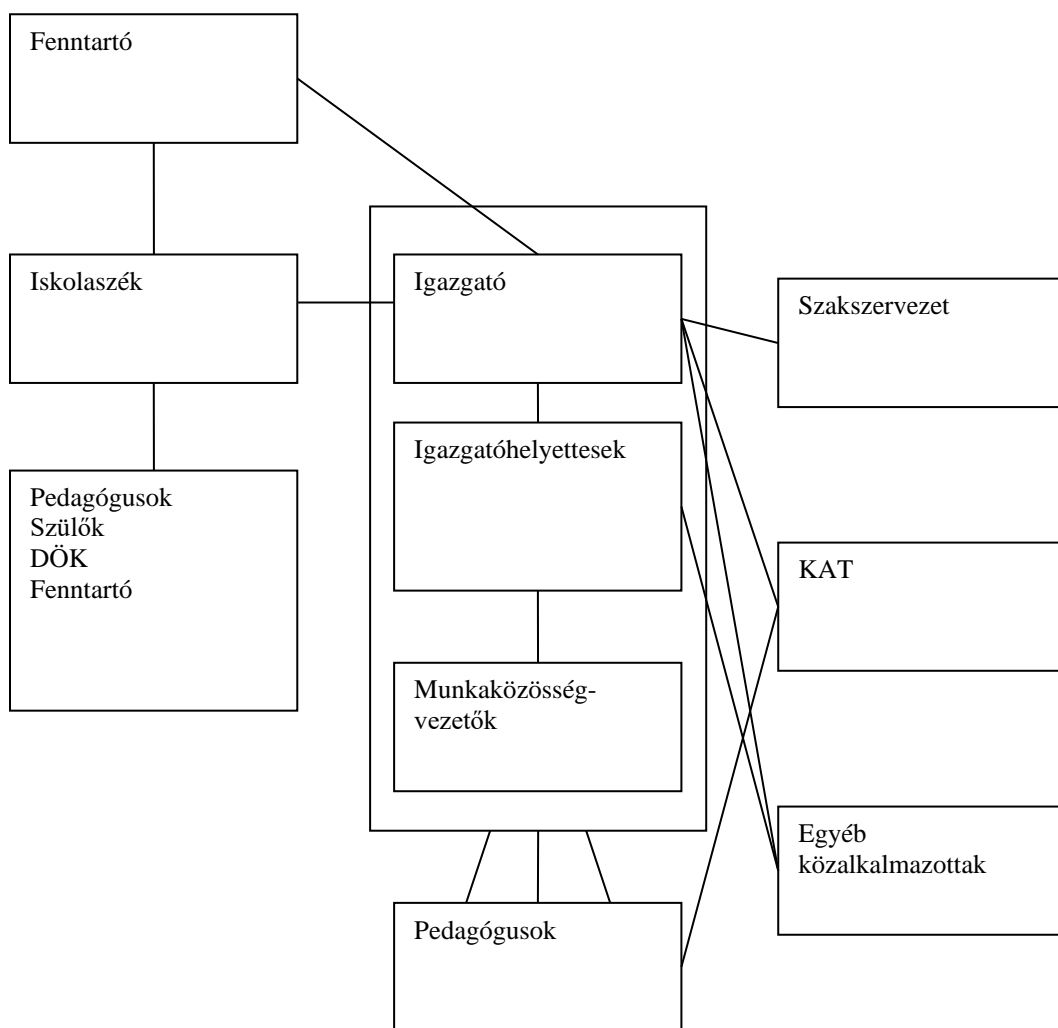 Fenntartó
Iskolaszék
Igazgató
Szakszervezet
Igazgatóhelyettesek
Pedagógusok
Szülők
DÖK
Fenntartó
KAT
Munkaközösség-
vezetők
Egyéb
közalkalmazottak
Pedagógusok